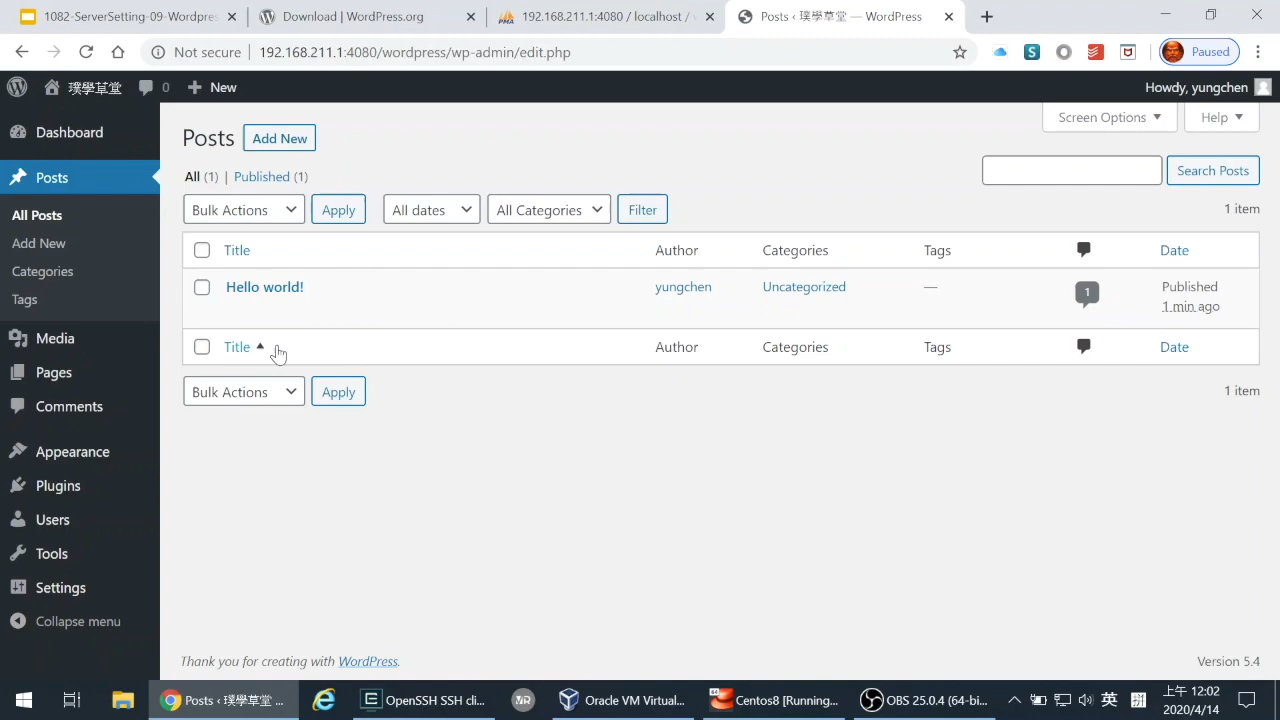 1082-ServerSetting-09-Wordpres
Download | WordPress.org
192.168.211.1:4080 / localhost /
Posts ‹ 璞學草堂 — WordPress
Not secure
192.168.211.1:4080/wordpress/wp-admin/edit.php
Paused
璞學草堂
0
New
Howdy, yungchen
Dashboard
Posts
All Posts
Add New
Categories
Tags
Media
Pages
Comments
Appearance
Plugins
Users
Tools
Settings
Collapse menu
Screen Options
Help
Posts
Add New
All (1) | Published (1)
Search Posts
Bulk Actions
Apply
All dates
All Categories
Filter
1 item
Title
Author
Categories
Tags
Date
Hello world!
yungchen
Uncategorized
—
1
Published
1 min ago
Title
Author
Categories
Tags
Date
Bulk Actions
Apply
1 item
Thank you for creating with WordPress.
Version 5.4
Posts ‹ 璞學草堂 ...
OpenSSH SSH cli...
Oracle VM Virtual...
Centos8 [Running...
OBS 25.0.4 (64-bi...
英
上午 12:02
2020/4/14